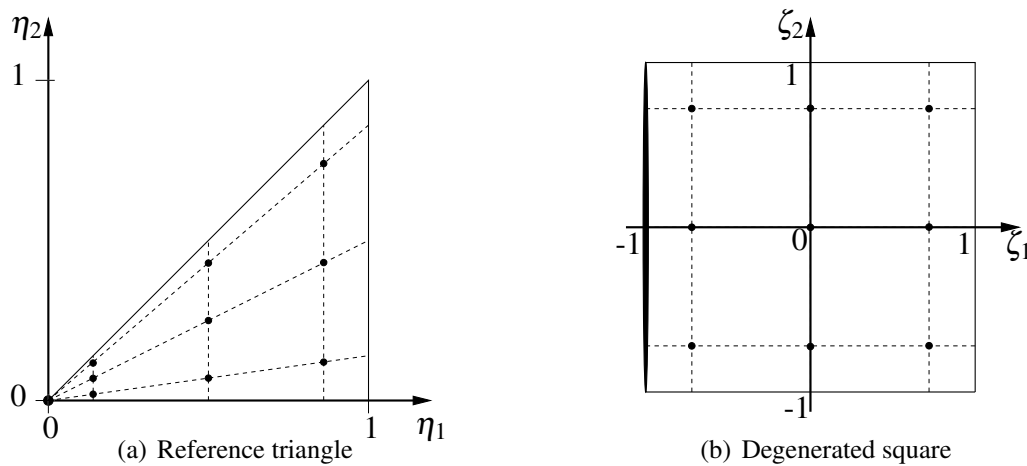 η2
1
0
0
1
η1
(a) Reference triangle
ζ2
1
-1
0
1
ζ1
-1
(b) Degenerated square